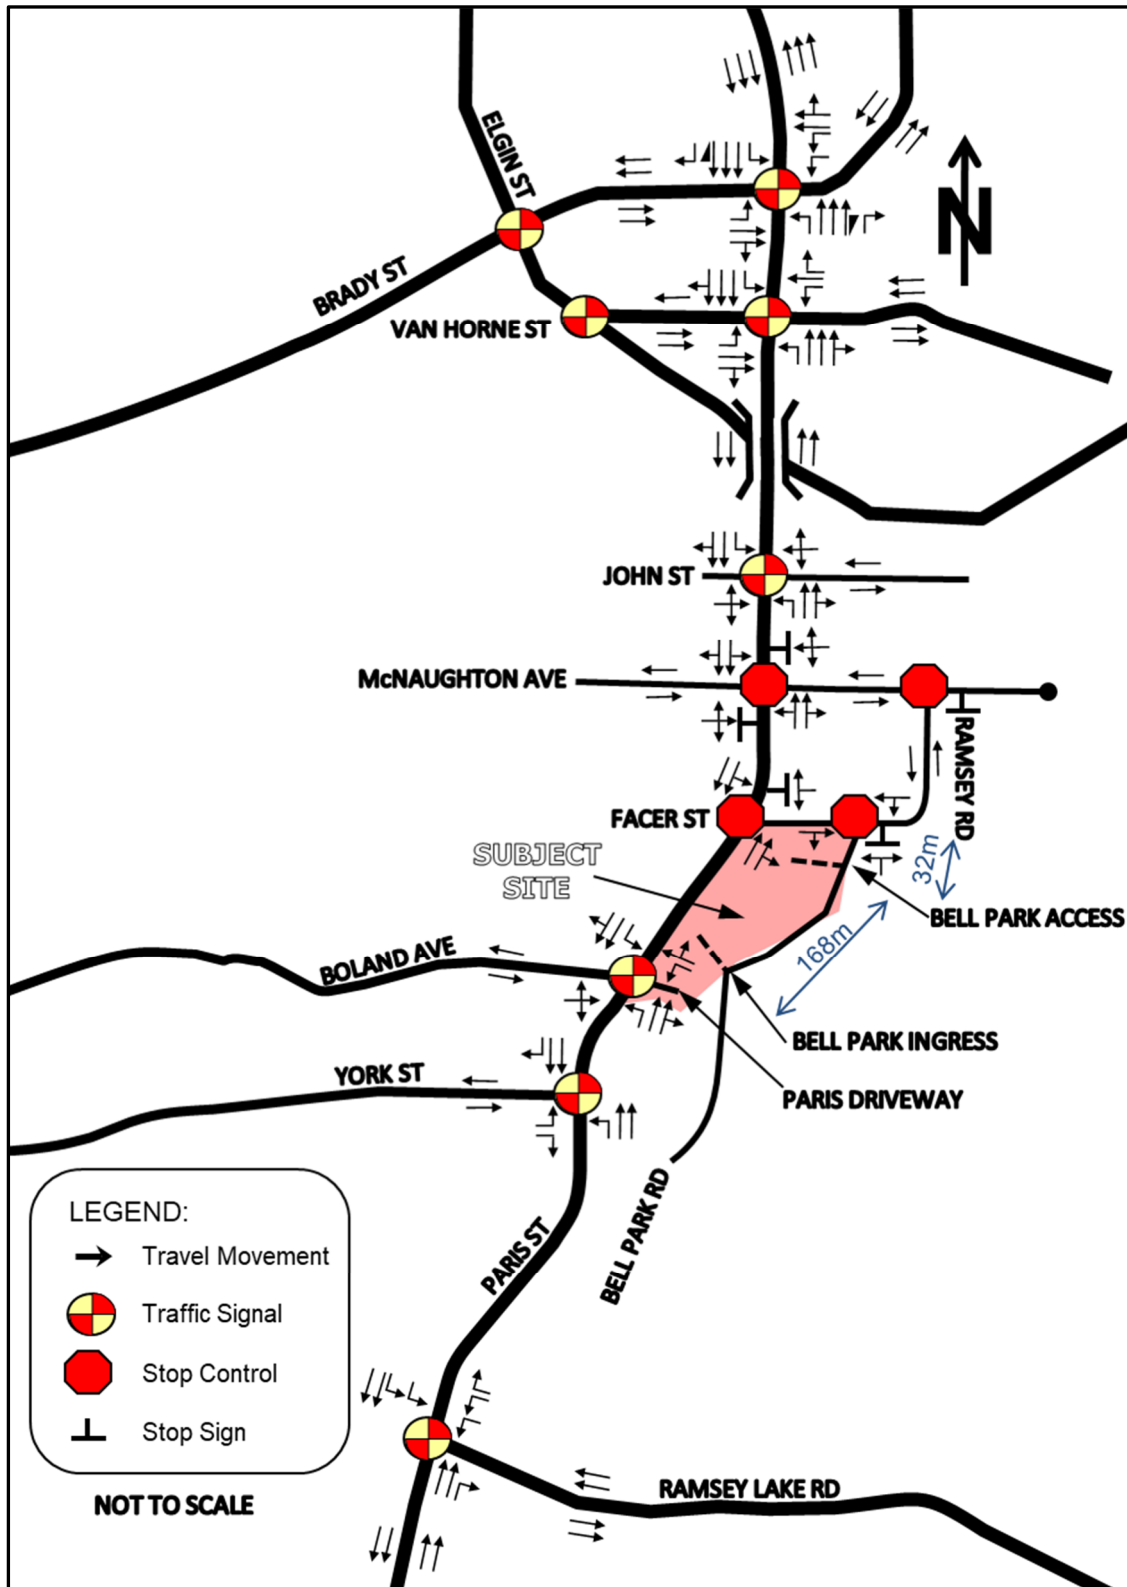 ELGIN ST
N
BRADY ST
VAN HORNE ST
JOHN ST
McNAUGHTON AVE
RAMSEY RD
FACER ST
SUBJECT
SITE
32m
BELL PARK ACCESS
168m
BOLAND AVE
BELL PARK INGRESS
YORK ST
PARIS DRIVEWAY
BELL PARK RD
PARIS ST
LEGEND:
Travel Movement
Traffic Signal
Stop Control
Stop Sign
NOT TO SCALE
RAMSEY LAKE RD